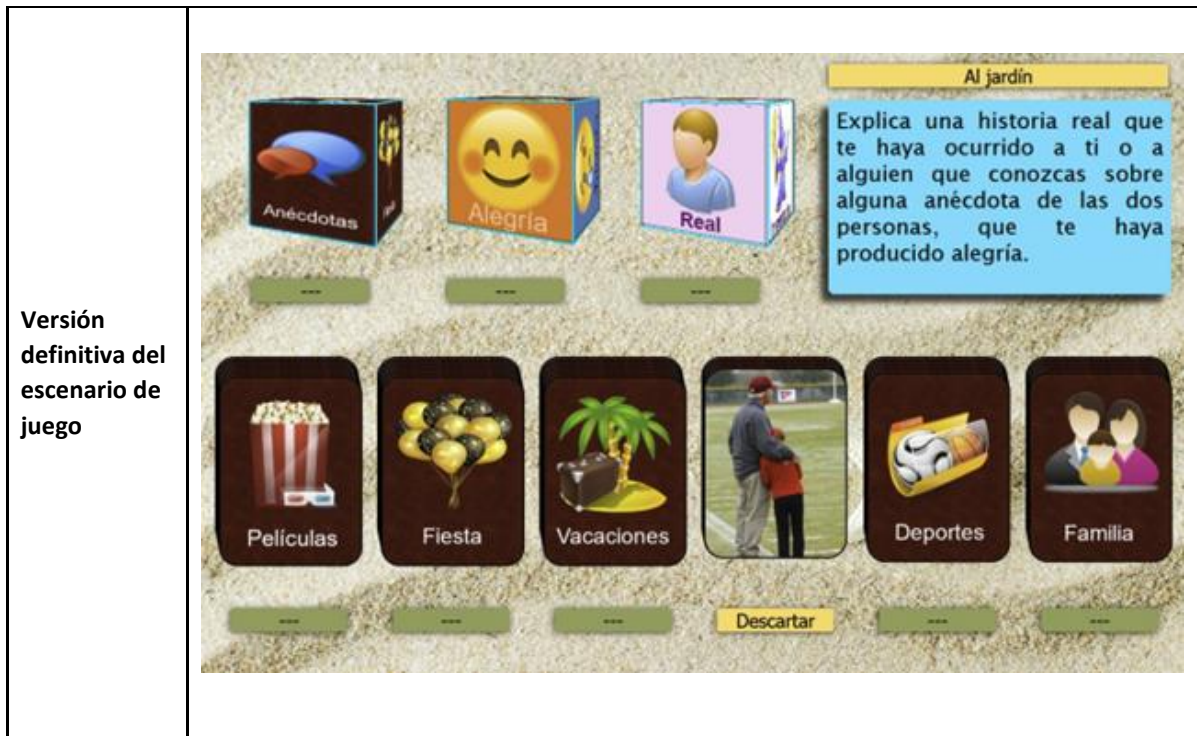 Versión
definitiva del
escenario de
juego
Al jardín
Explica una historia real que
te haya ocurrido a ti o a
alguien que conozcas sobre
alguna anécdota de las dos
personas, que te haya
producido alegría.
Anécdotas
Alegría
Real
---
---
---
Películas
Fiesta
Vacaciones
Deportes
Familia
---
---
---
Descartar
---
---